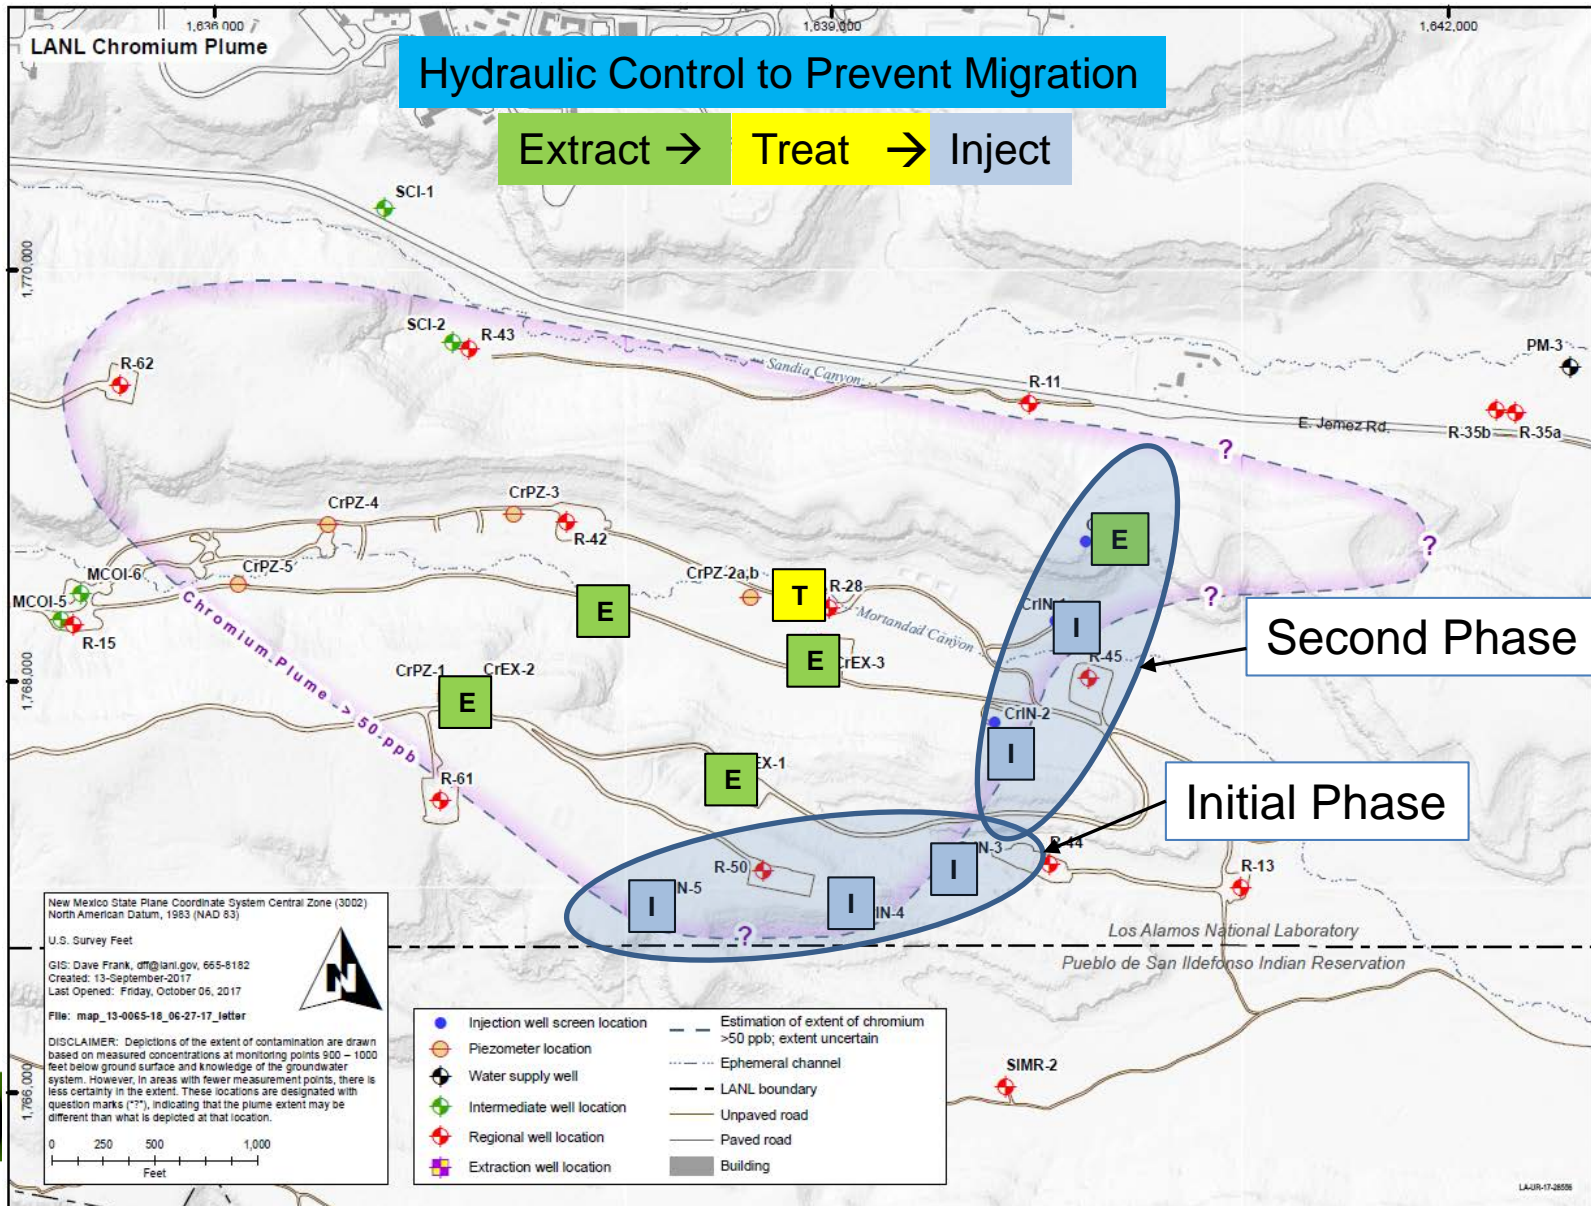 1,636,000
1,639,000
1,642,000
LANL Chromium Plume
Hydraulic Control to Prevent Migration
Extract → Treat → Inject
SCI-1
1,770,000
SCI-2
R-43
PM-3
R-62
Sandia Canyon
R-11
E. Jemez Rd.
R-35b
R-35a
?
CrPZ-3
CrPZ-4
R-42
E
?
CrPZ-5
MCOI-6
CrPZ-2a,b
T
R-28
?
MCOI-5
E
Mortandad Canyon
CrIN-1
I
R-15
Second Phase
Chromium Plume > 50 ppb
E
CrEX-3
R-45
CrPZ-1
CrEX-2
1,768,000
E
CrIN-2
I
EX-1
E
R-61
Initial Phase
IN-3
R-44
R-50
I
R-13
IN-5
I
I
IN-4
?
Los Alamos National Laboratory
Pueblo de San Ildefonso Indian Reservation
New Mexico State Plane Coordinate System Central Zone (3002)
North American Datum, 1983 (NAD 83)
U.S. Survey Feet
GIS: Dave Frank, dff@lanl.gov, 665-8182
Created: 13-September-2017
Last Opened: Friday, October 06, 2017
File: map_13-0065-18_06-27-17_letter
N
DISCLAIMER: Depictions of the extent of contamination are drawn
based on measured concentrations at monitoring points 900 – 1000
feet below ground surface and knowledge of the groundwater
system. However, in areas with fewer measurement points, there is
less certainty in the extent. These locations are designated with
question marks ("?"), indicating that the plume extent may be
different than what is depicted at that location.
0 250 500 1,000
Feet
1,766,000
Injection well screen location
Piezometer location
Water supply well
Intermediate well location
Regional well location
Extraction well location
Estimation of extent of chromium
>50 ppb; extent uncertain
Ephemeral channel
LANL boundary
Unpaved road
Paved road
Building
SIMR-2
LA-UR-17-28556